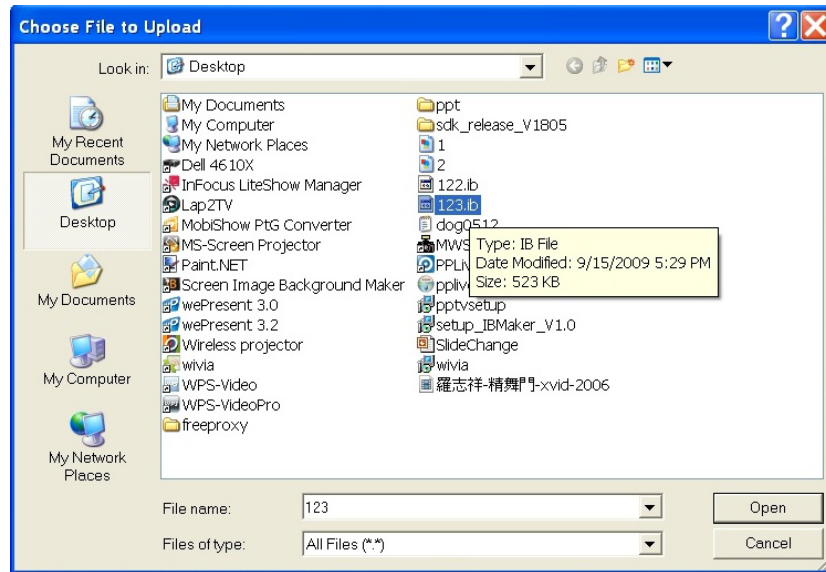 Choose File to Upload
Look in:
Desktop
My Recent
Documents
Desktop
My Documents
My Computer
My Network
Places
My Documents
My Computer
My Network Places
Dell 4610X
InFocus LiteShow Manager
Lap2TV
MobiShow PtG Converter
MS-Screen Projector
Paint.NET
Screen Image Background Maker
wePresent 3.0
wePresent 3.2
Wireless projector
wivia
WPS-Video
WPS-VideoPro
freeproxy
ppt
sdk_release_V1805
1
2
122.ib
123.ib
dog0512
MWS
PPLiv
pplive
pptvsetup
setup_IBMaker_V1.0
SlideChange
wivia
羅志祥-精舞門-xvid-2006
Type: IB File
Date Modified: 9/15/2009 5:29 PM
Size: 523 KB
File name:
123
Open
Files of type:
All Files (*.*)
Cancel